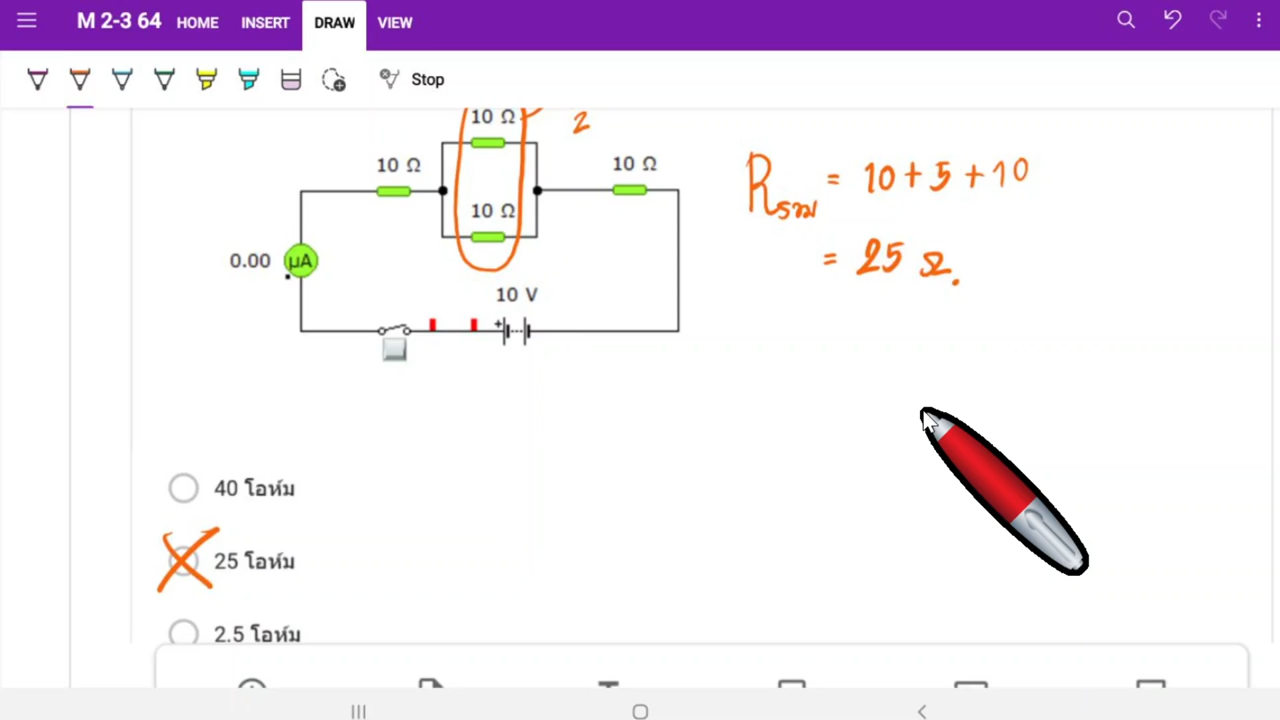 M 2-3 64 HOME INSERT DRAW VIEW
Stop
10 Ω
2
10 Ω
10 Ω
10 Ω
0.00 µA
10 V
+
Rรวม = 10 + 5 + 10
= 25 Ω.
40 โอห์ม
25 โอห์ม
2.5 โอห์ม